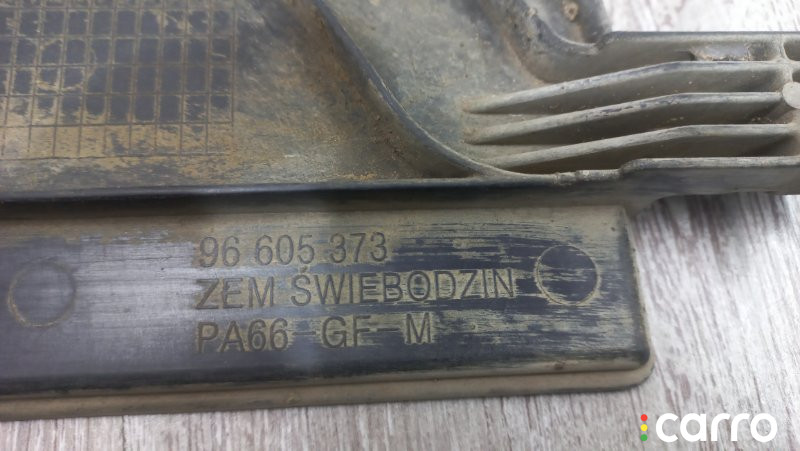 96 605 373
ZEM ŚWIEBODZIN
PA66 GF M
carro